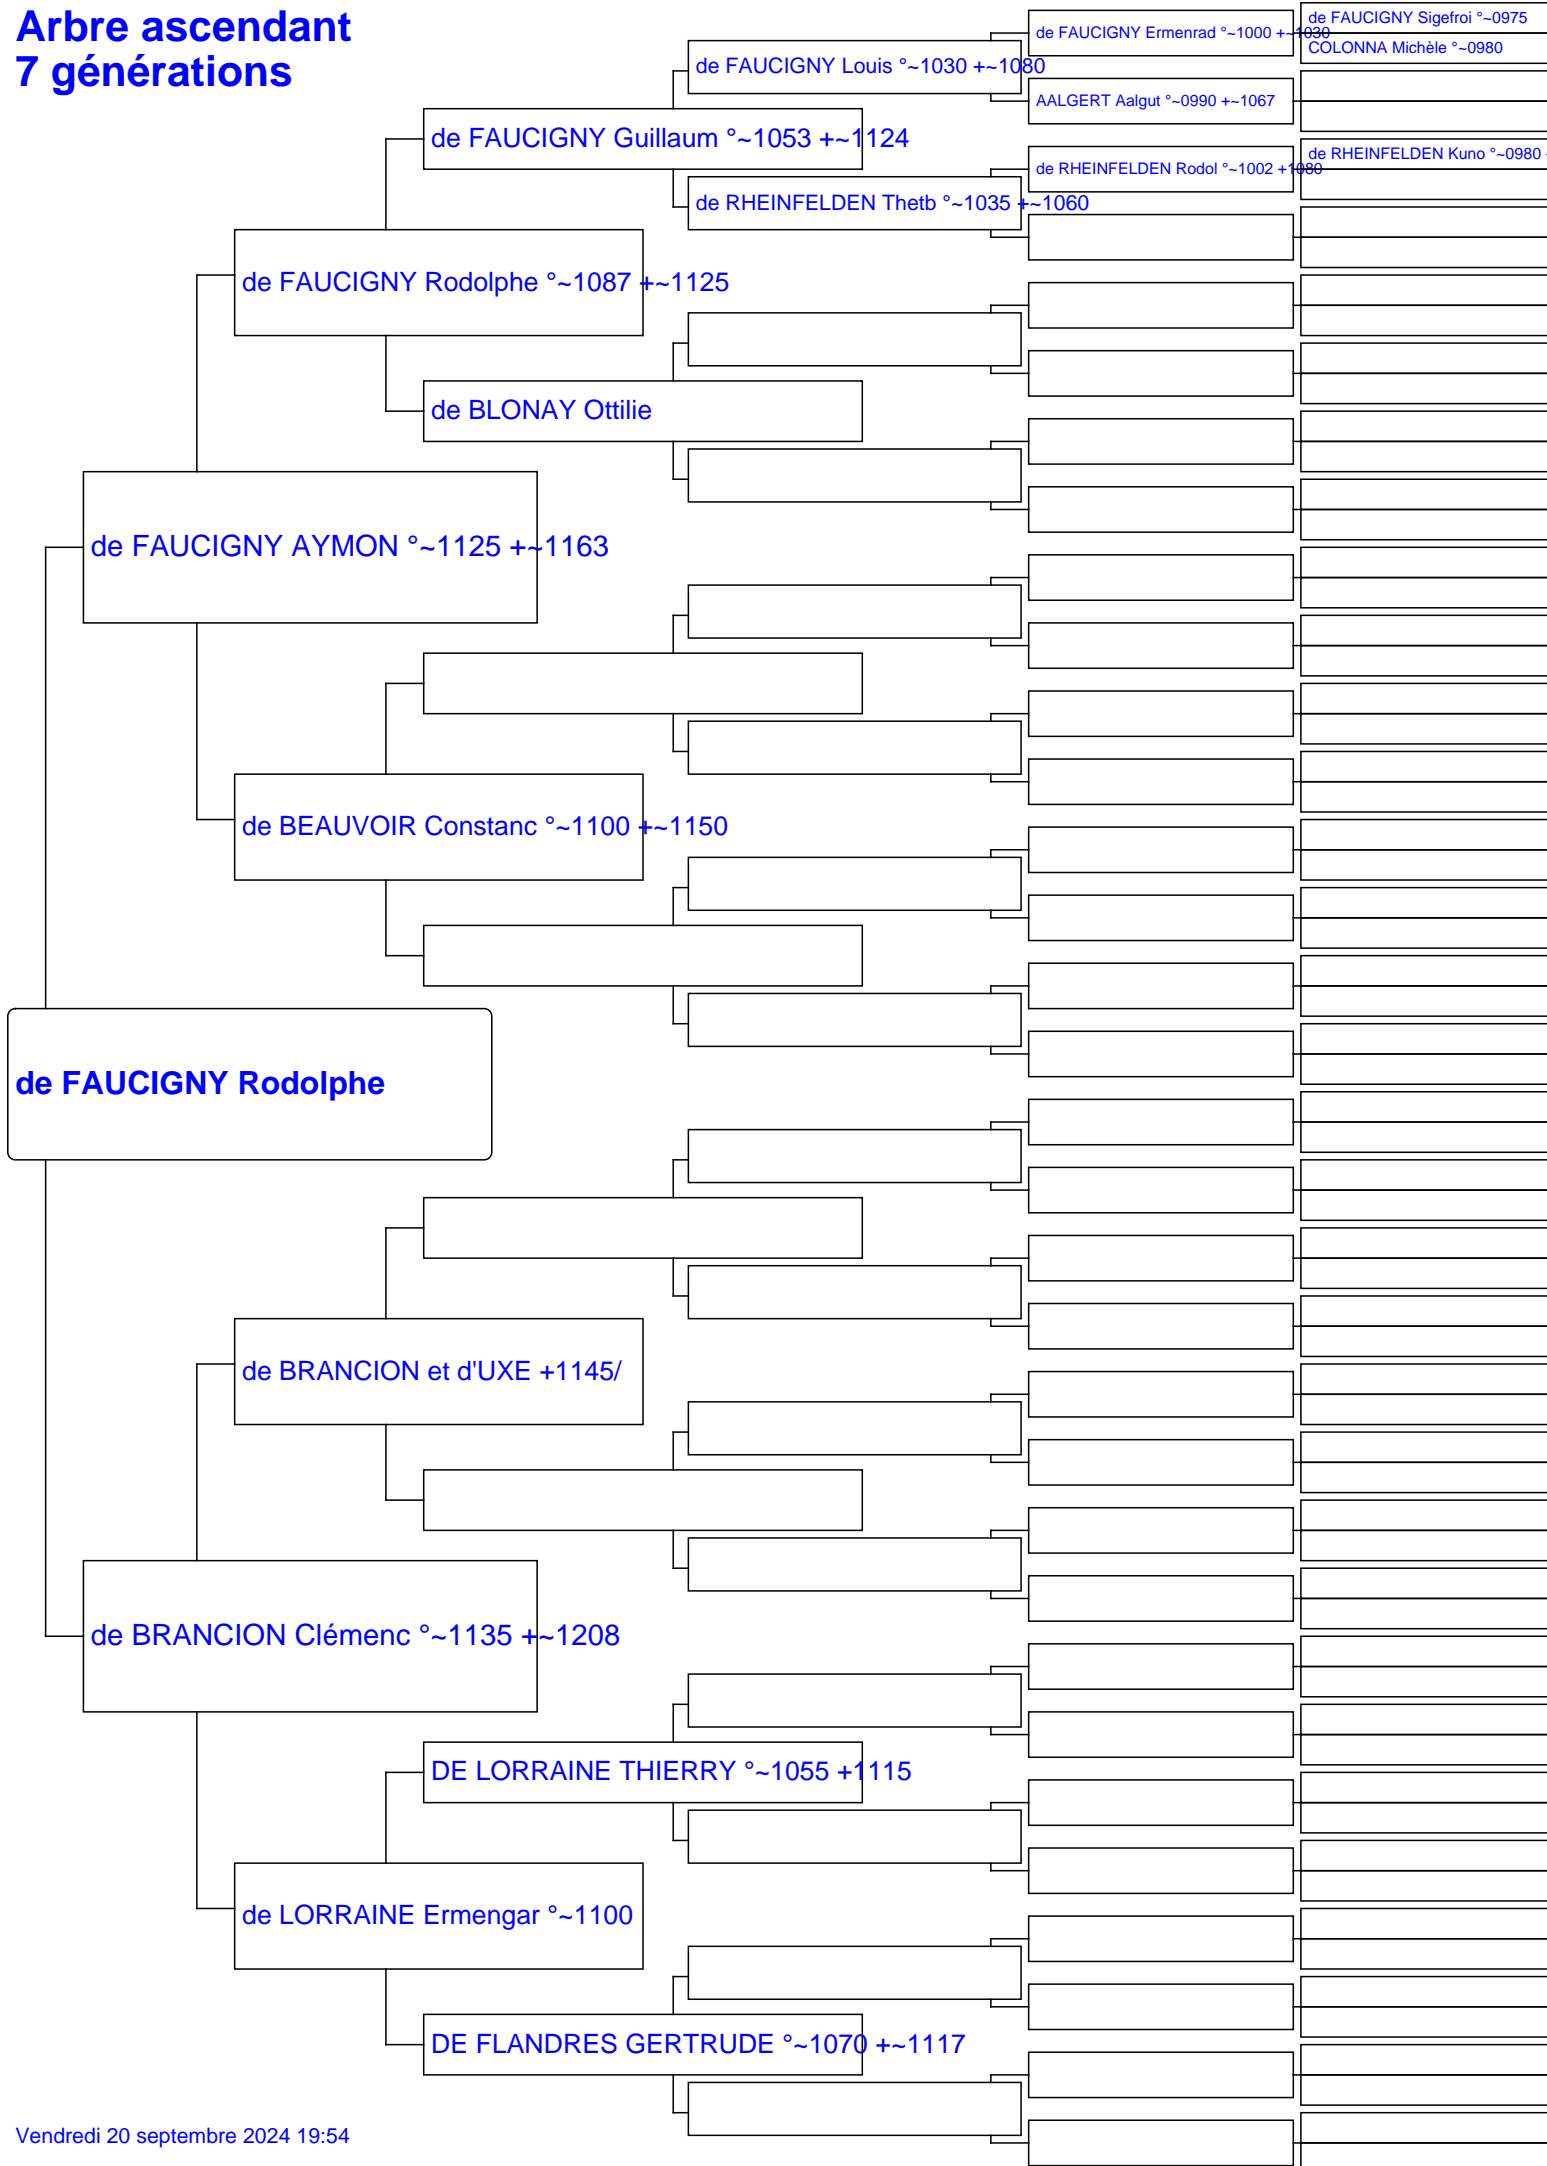 Arbre ascendant
7 générations
de FAUCIGNY Sigefroi °~0975
de FAUCIGNY Ermenrad °~1000 +~1030
COLONNA Michèle °~0980
de FAUCIGNY Louis °~1030 +~1080
AALGERT Aalgut °~0990 +~1067
de FAUCIGNY Guillaum °~1053 +~1124
de RHEINFELDEN Kuno °~0980
de RHEINFELDEN Rodol °~1002 +1080
de RHEINFELDEN Thetb °~1035 +~1060
de FAUCIGNY Rodolphe °~1087 +~1125
de BLONAY Ottilie
de FAUCIGNY AYMON °~1125 +~1163
de BEAUVOIR Constanc °~1100 +~1150
de FAUCIGNY Rodolphe
de BRANCION et d'UXE +1145/
de BRANCION Clémenc °~1135 +~1208
DE LORRAINE THIERRY °~1055 +1115
de LORRAINE Ermengar °~1100
DE FLANDRES GERTRUDE °~1070 +~1117
Vendredi 20 septembre 2024 19:54